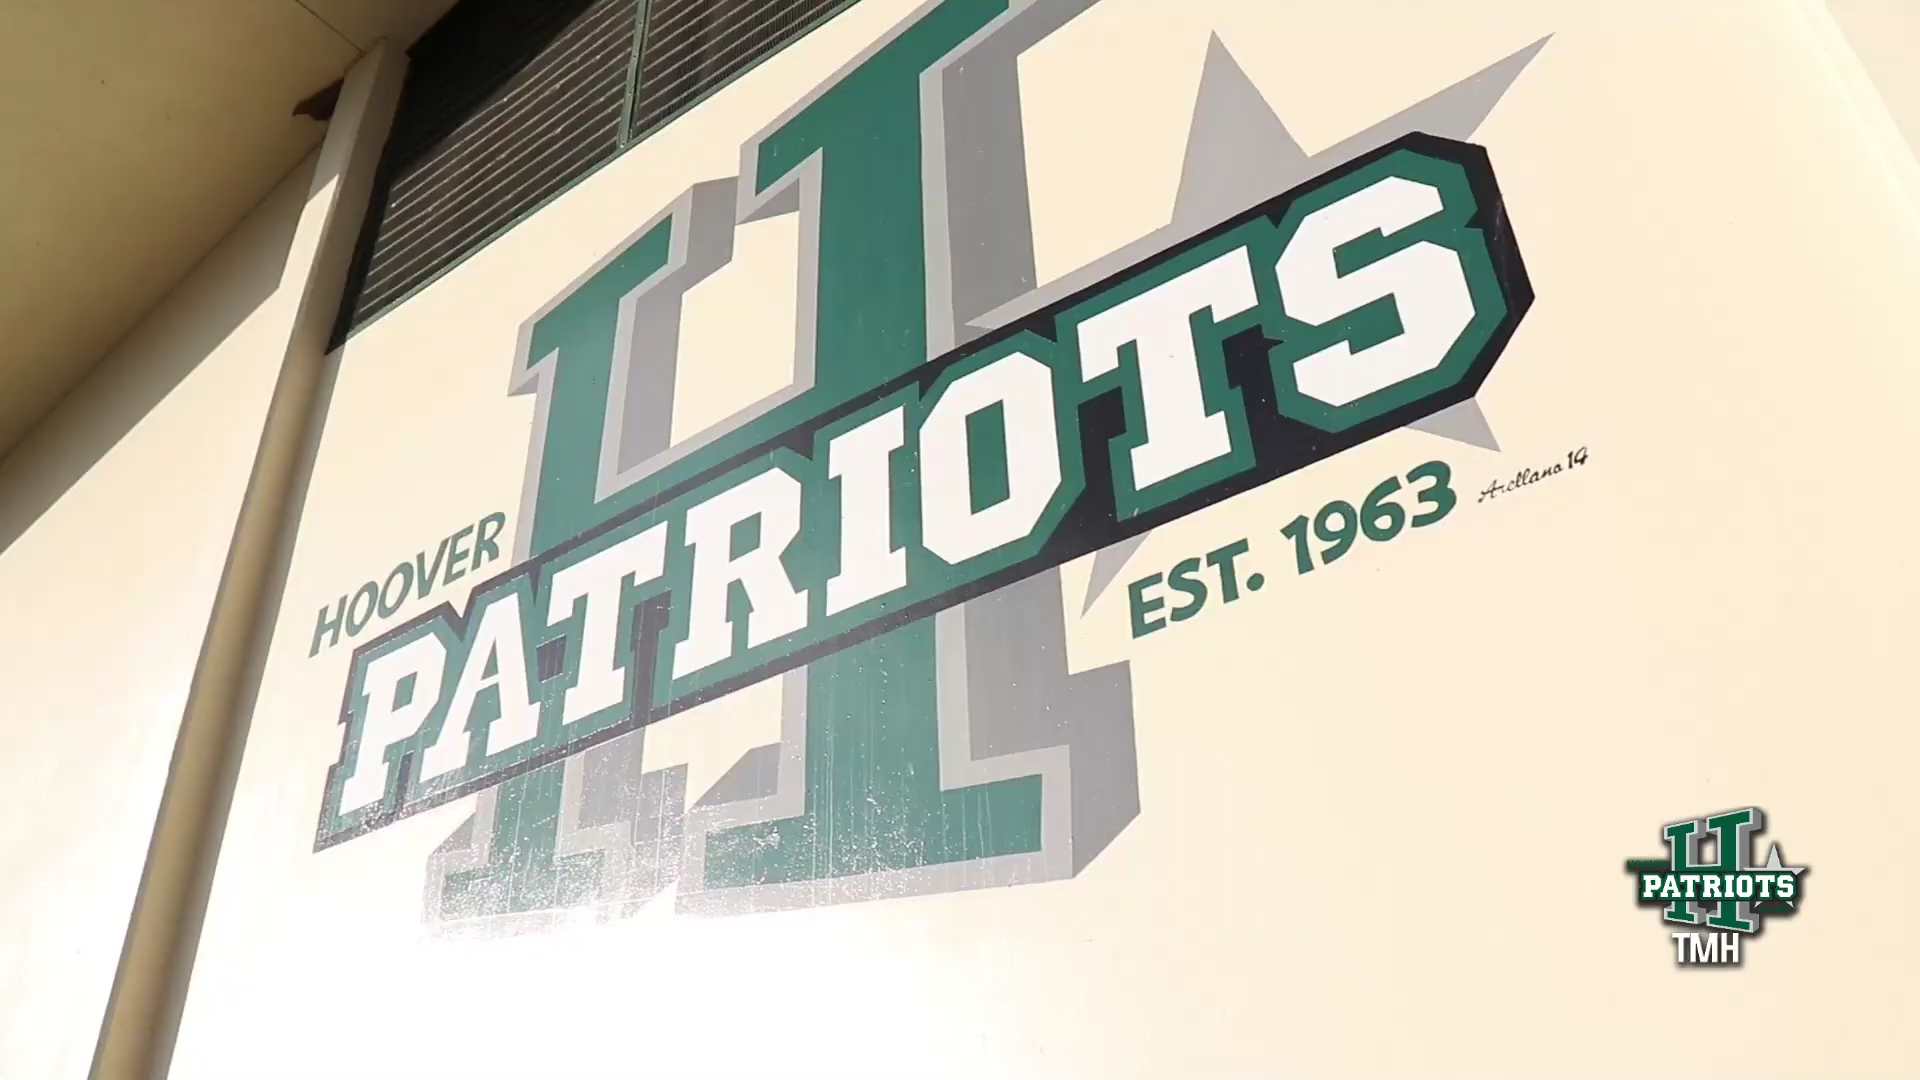 H
HOOVER
PATRIOTS
EST. 1963
Arellano 14
H
PATRIOTS
TMH